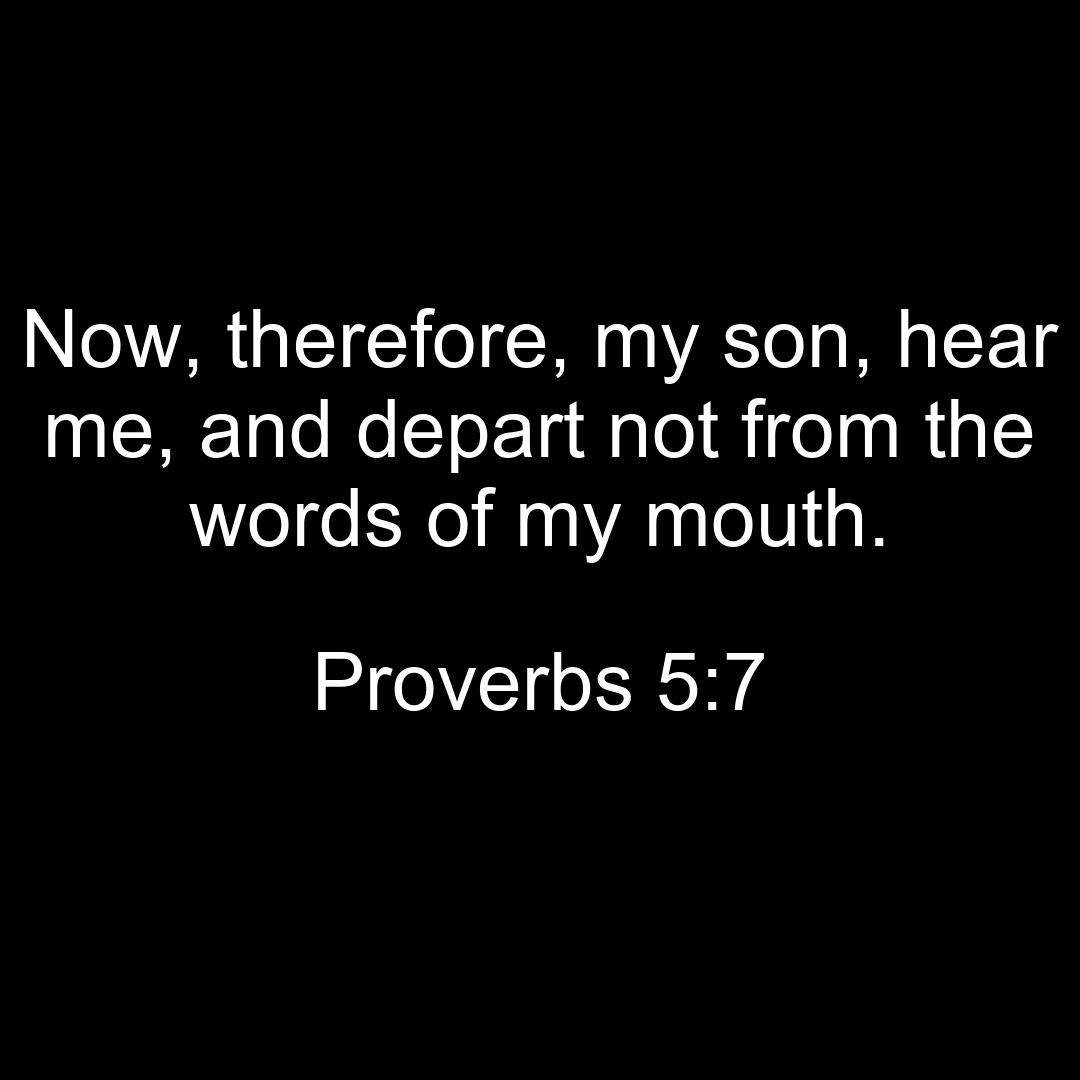 Now, therefore, my son, hear
me, and depart not from the
words of my mouth.
Proverbs 5:7